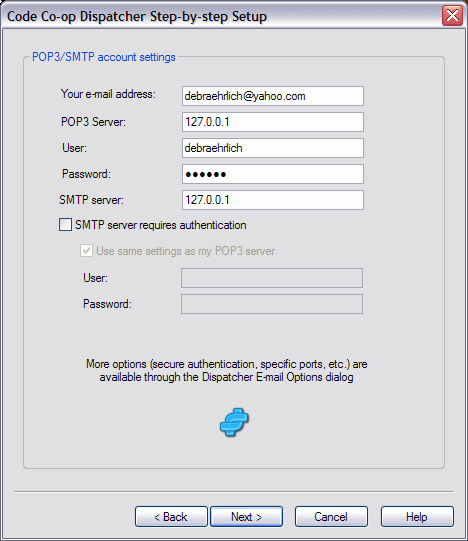 Code Co-op Dispatcher Step-by-step Setup
POP3/SMTP account settings
Your e-mail address: debraehrlich@yahoo.com
POP3 Server: 127.0.0.1
User: debraehrlich
Password: ●●●●●●
SMTP server: 127.0.0.1
SMTP server requires authentication
Use same settings as my POP3 server
User:
Password:
More options (secure authentication, specific ports, etc.) are
available through the Dispatcher E-mail Options dialog
< Back Next > Cancel Help